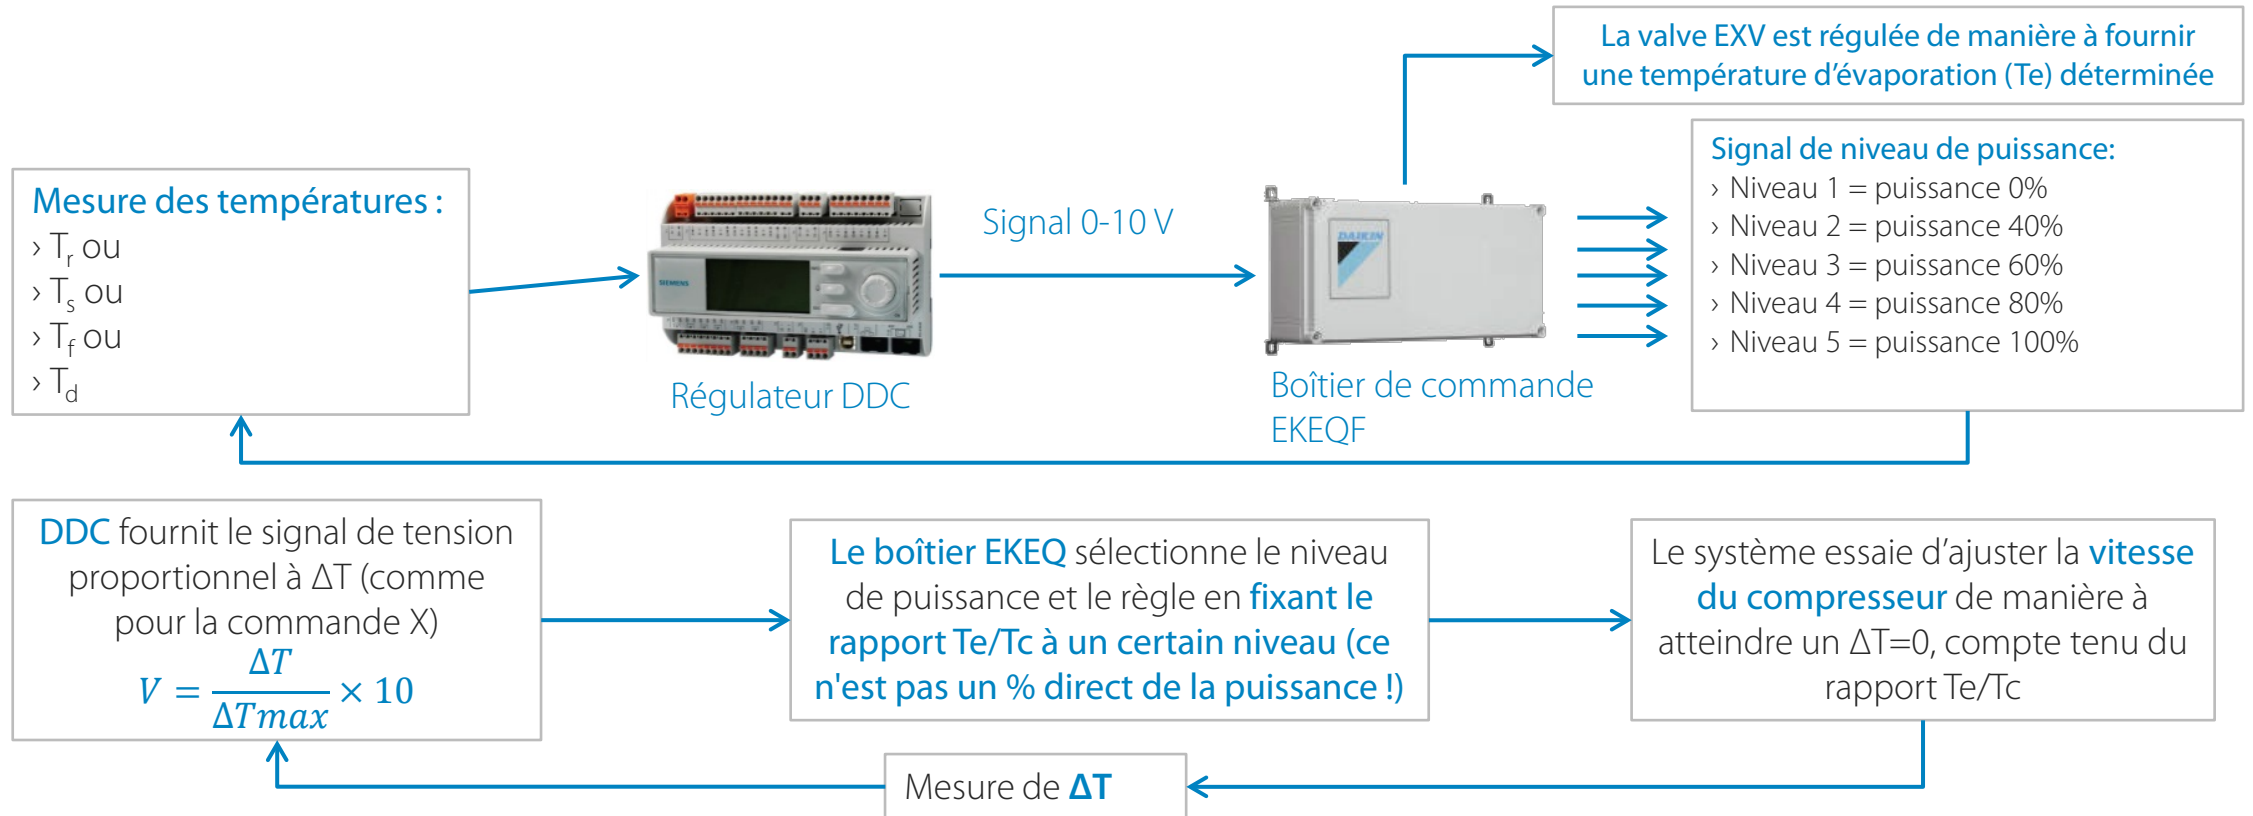 La valve EXV est régulée de manière à fournir
une température d'évaporation (Te) déterminée
Mesure des températures :
› Tr ou
› Ts ou
› Tf ou
› Td
SIEMENS
Régulateur DDC
Signal 0-10 V
DAIKIN
Boîtier de commande
EKEQF
Signal de niveau de puissance:
› Niveau 1 = puissance 0%
› Niveau 2 = puissance 40%
› Niveau 3 = puissance 60%
› Niveau 4 = puissance 80%
› Niveau 5 = puissance 100%
DDC fournit le signal de tension
proportionnel à ΔT (comme
pour la commande X)
V = ΔT / ΔTmax × 10
Le boîtier EKEQ sélectionne le niveau
de puissance et le règle en fixant le
rapport Te/Tc à un certain niveau (ce
n'est pas un % direct de la puissance !)
Le système essaie d'ajuster la vitesse
du compresseur de manière à
atteindre un ΔT=0, compte tenu du
rapport Te/Tc
Mesure de ΔT